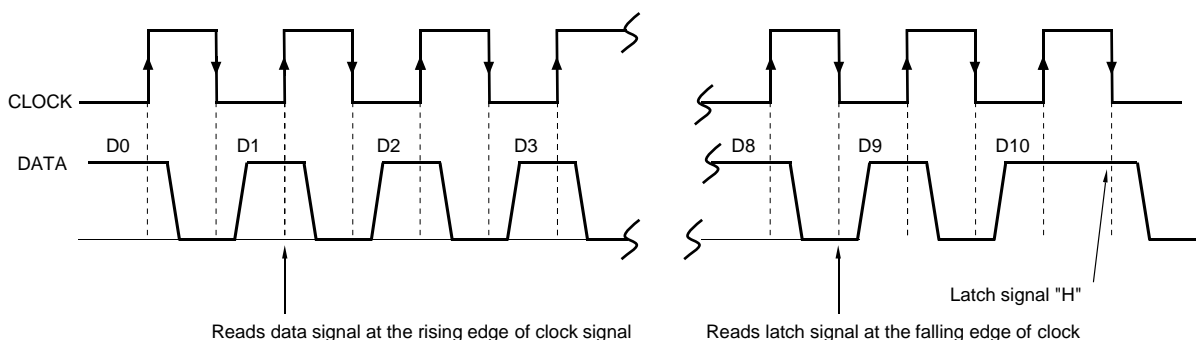 CLOCK
D0 D1 D2 D3 D8 D9 D10
DATA
Latch signal "H"
Reads data signal at the rising edge of clock signal
Reads latch signal at the falling edge of clock